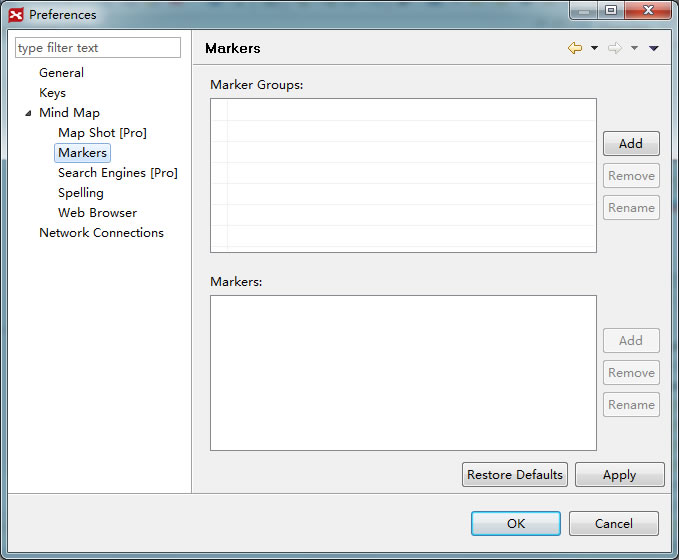 Preferences
type filter text
General
Keys
Mind Map
Map Shot [Pro]
Markers
Search Engines [Pro]
Spelling
Web Browser
Network Connections
Markers
Marker Groups:
Add
Remove
Rename
Markers:
Add
Remove
Rename
Restore Defaults
Apply
OK
Cancel